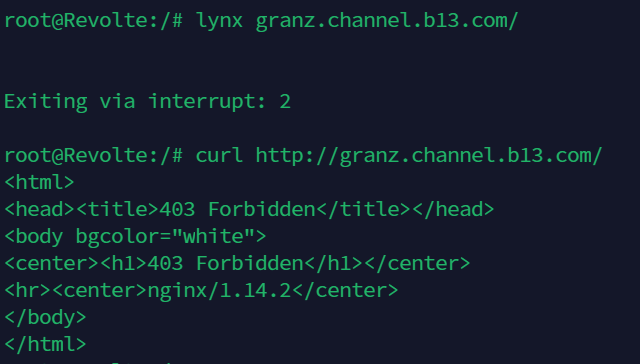 root@Revolte:/# lynx granz.channel.b13.com/
Exiting via interrupt: 2
root@Revolte:/# curl http://granz.channel.b13.com/
<html>
<head><title>403 Forbidden</title></head>
<body bgcolor="white">
<center><h1>403 Forbidden</h1></center>
<hr><center>nginx/1.14.2</center>
</body>
</html>